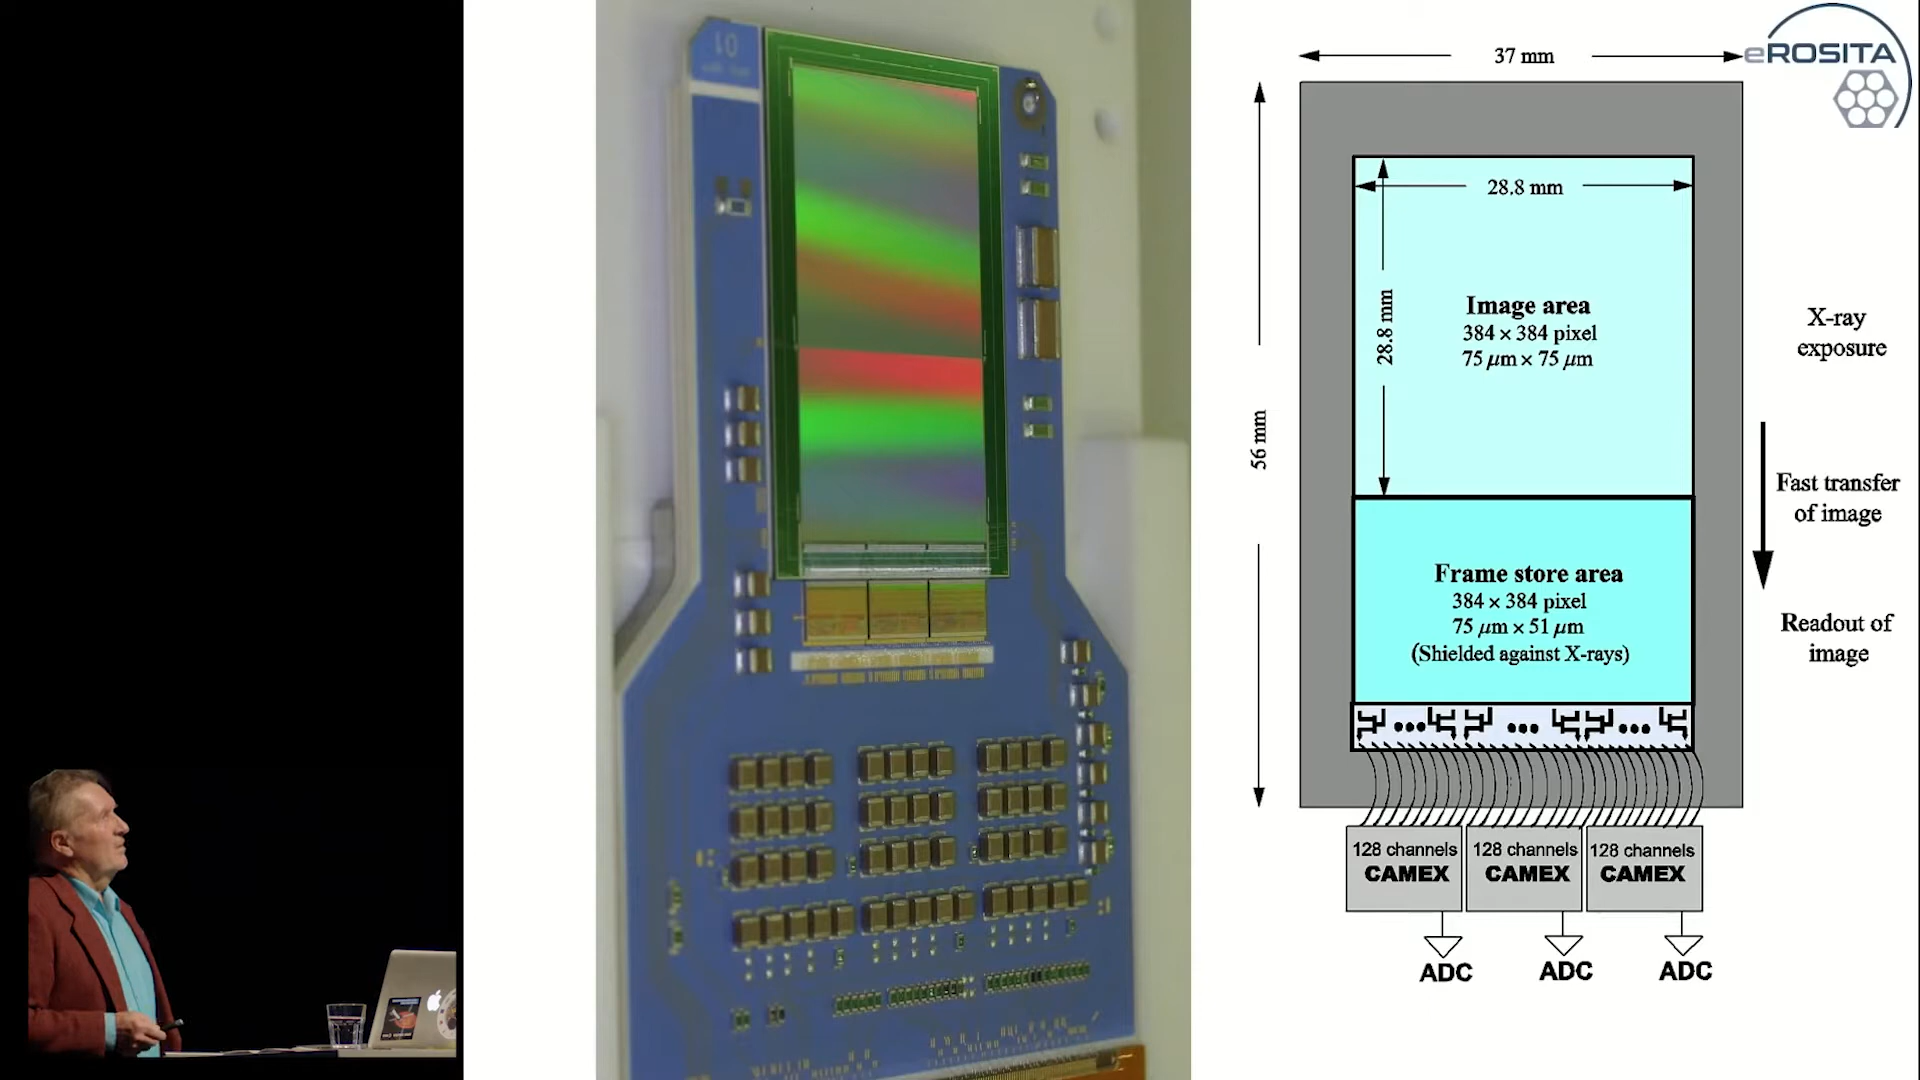 01
eROSITA
37 mm
28.8 mm
28.8 mm
56 mm
Image area
384 × 384 pixel
75 µm × 75 µm
X-ray
exposure
Fast transfer
of image
Frame store area
384 × 384 pixel
75 µm × 51 µm
(Shielded against X-rays)
Readout of
image
128 channels
CAMEX
128 channels
CAMEX
128 channels
CAMEX
ADC
ADC
ADC